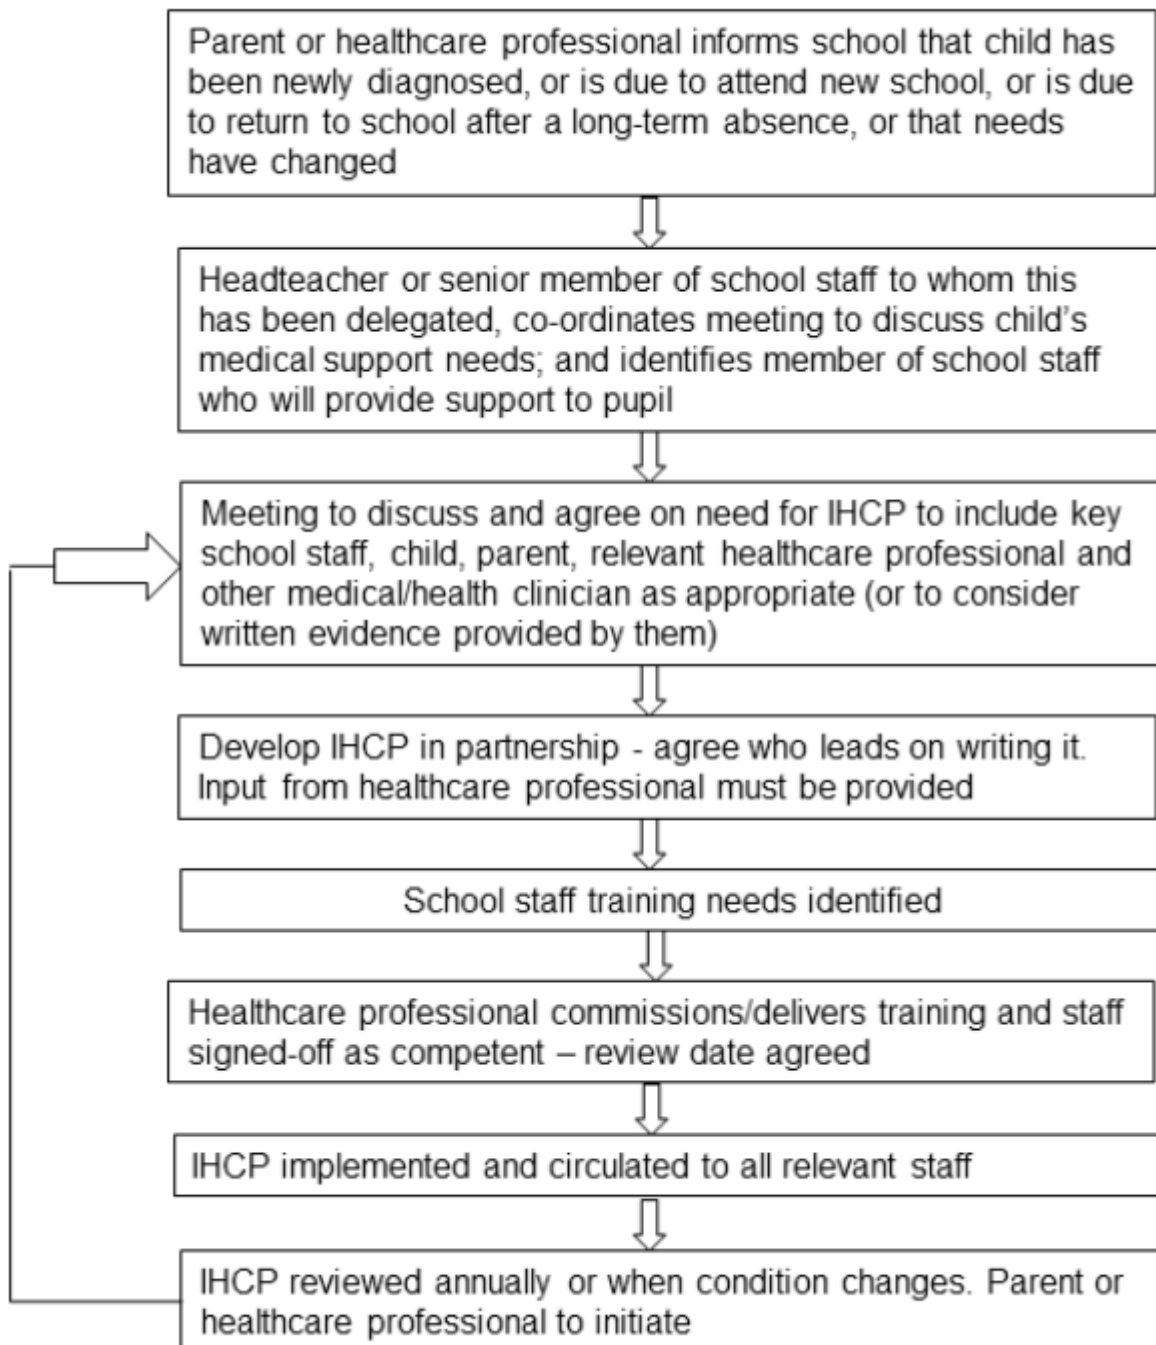 Parent or healthcare professional informs school that child has
been newly diagnosed, or is due to attend new school, or is due
to return to school after a long-term absence, or that needs
have changed
Headteacher or senior member of school staff to whom this
has been delegated, co-ordinates meeting to discuss child's
medical support needs; and identifies member of school staff
who will provide support to pupil
Meeting to discuss and agree on need for IHCP to include key
school staff, child, parent, relevant healthcare professional and
other medical/health clinician as appropriate (or to consider
written evidence provided by them)
Develop IHCP in partnership - agree who leads on writing it.
Input from healthcare professional must be provided
School staff training needs identified
Healthcare professional commissions/delivers training and staff
signed-off as competent – review date agreed
IHCP implemented and circulated to all relevant staff
IHCP reviewed annually or when condition changes. Parent or
healthcare professional to initiate